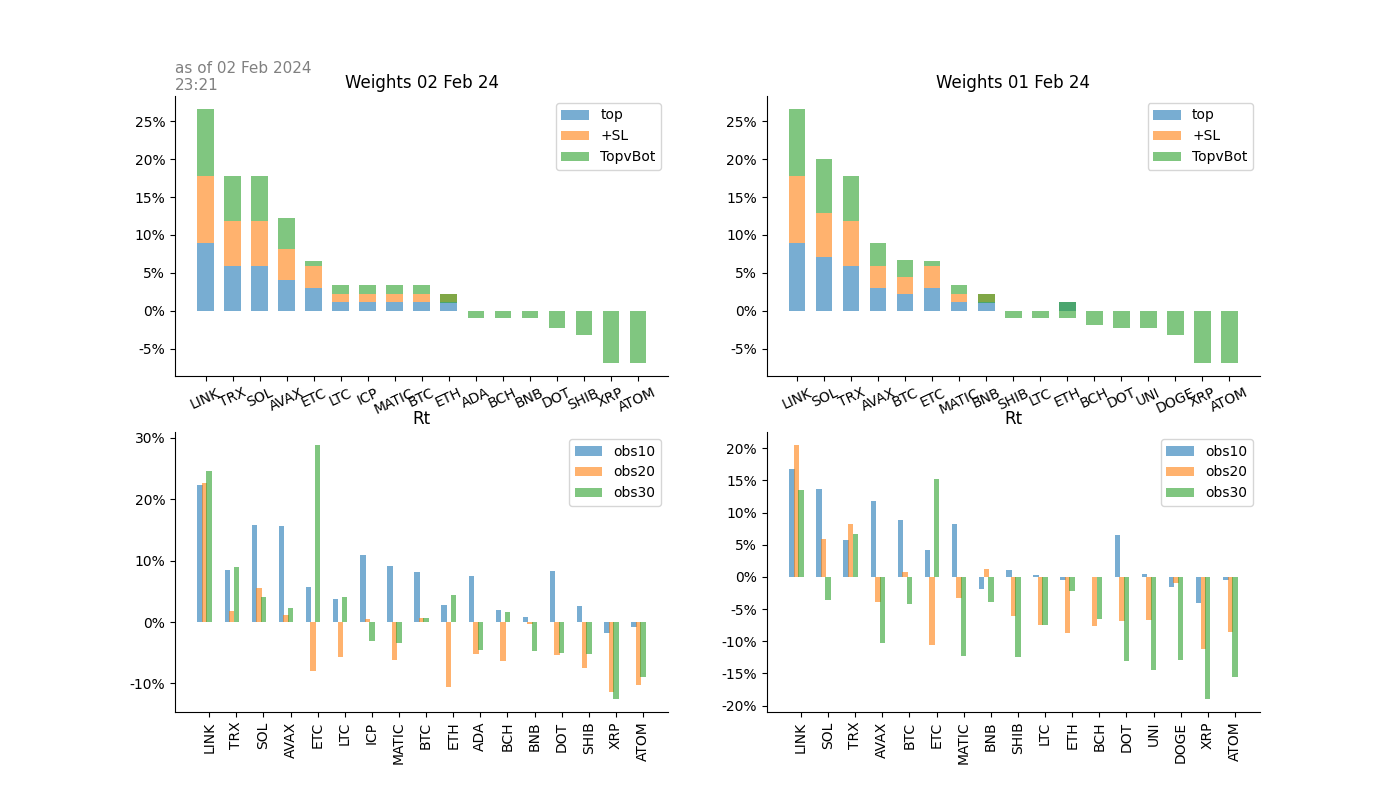 as of 02 Feb 2024
23:21
Weights 02 Feb 24
25%
20%
15%
10%
5%
0%
-5%
top
+SL
TopvBot
LINK TRX SOL AVAX ETC LTC ICP MATIC BTC ETH ADA BCH BNB DOT SHIB XRP ATOM
Weights 01 Feb 24
25%
20%
15%
10%
5%
0%
-5%
top
+SL
TopvBot
LINK SOL TRX AVAX BTC ETC MATIC BNB SHIB LTC ETH BCH DOT UNI DOGE XRP ATOM
Rt
30%
20%
10%
0%
-10%
obs10
obs20
obs30
LINK TRX SOL AVAX ETC LTC ICP MATIC BTC ETH ADA BCH BNB DOT SHIB XRP ATOM
Rt
20%
15%
10%
5%
0%
-5%
-10%
-15%
-20%
obs10
obs20
obs30
LINK SOL TRX AVAX BTC ETC MATIC BNB SHIB LTC ETH BCH DOT UNI DOGE XRP ATOM